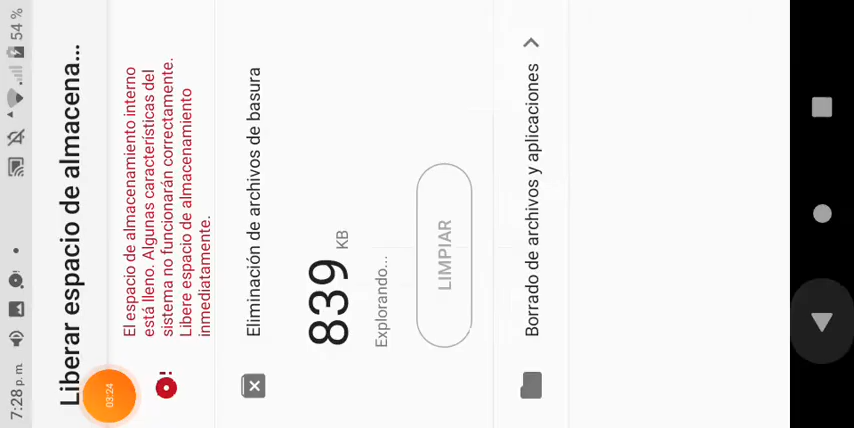 7:28 p. m.
54 %
Liberar espacio de almacena...
03:24
El espacio de almacenamiento interno
está lleno. Algunas características del
sistema no funcionarán correctamente.
Libere espacio de almacenamiento
inmediatamente.
Eliminación de archivos de basura
839 KB
Explorando...
LIMPIAR
Borrado de archivos y aplicaciones